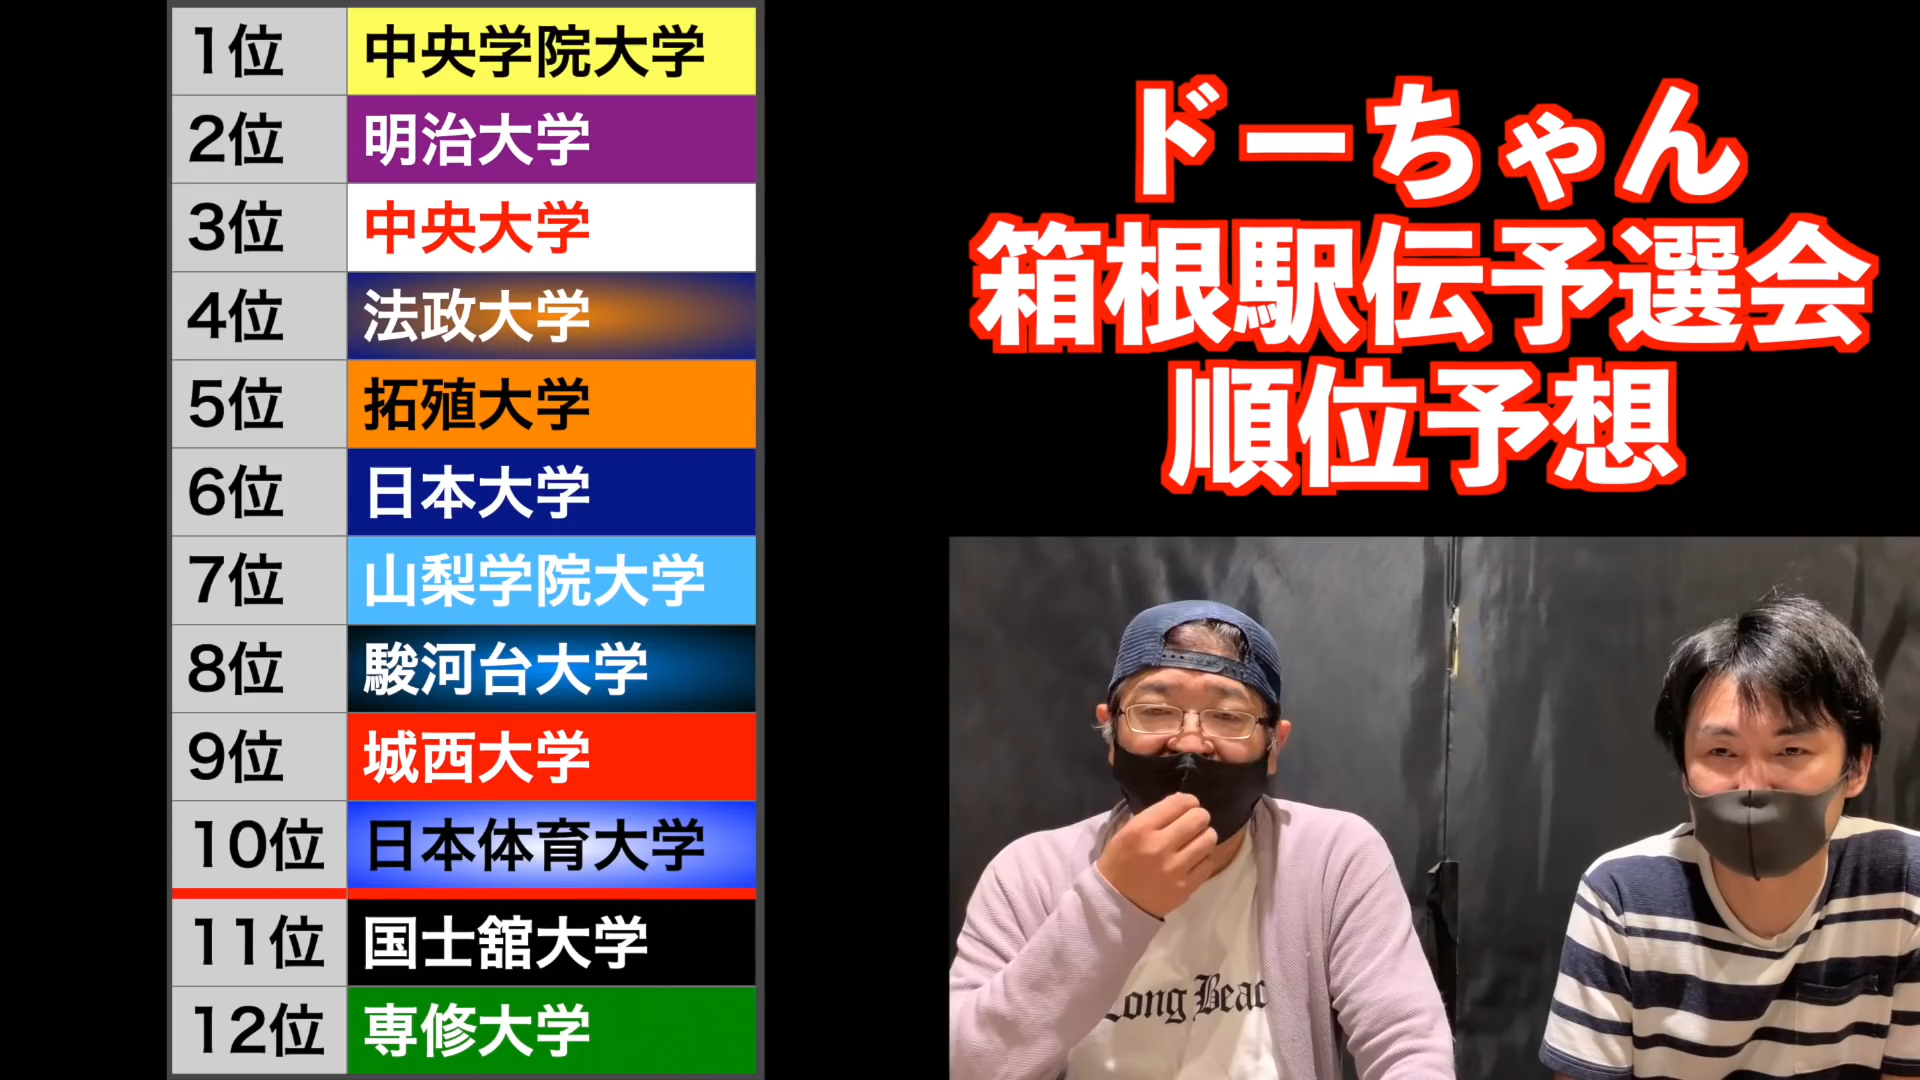 1位 中央学院大学
2位 明治大学
3位 中央大学
4位 法政大学
5位 拓殖大学
6位 日本大学
7位 山梨学院大学
8位 駿河台大学
9位 城西大学
10位 日本体育大学
11位 国士舘大学
12位 専修大学
ドーちゃん
箱根駅伝予選会
順位予想
Long Beac